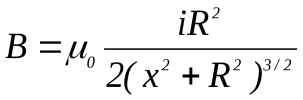 B = μ₀ iR² / 2(x² + R²)^3/2